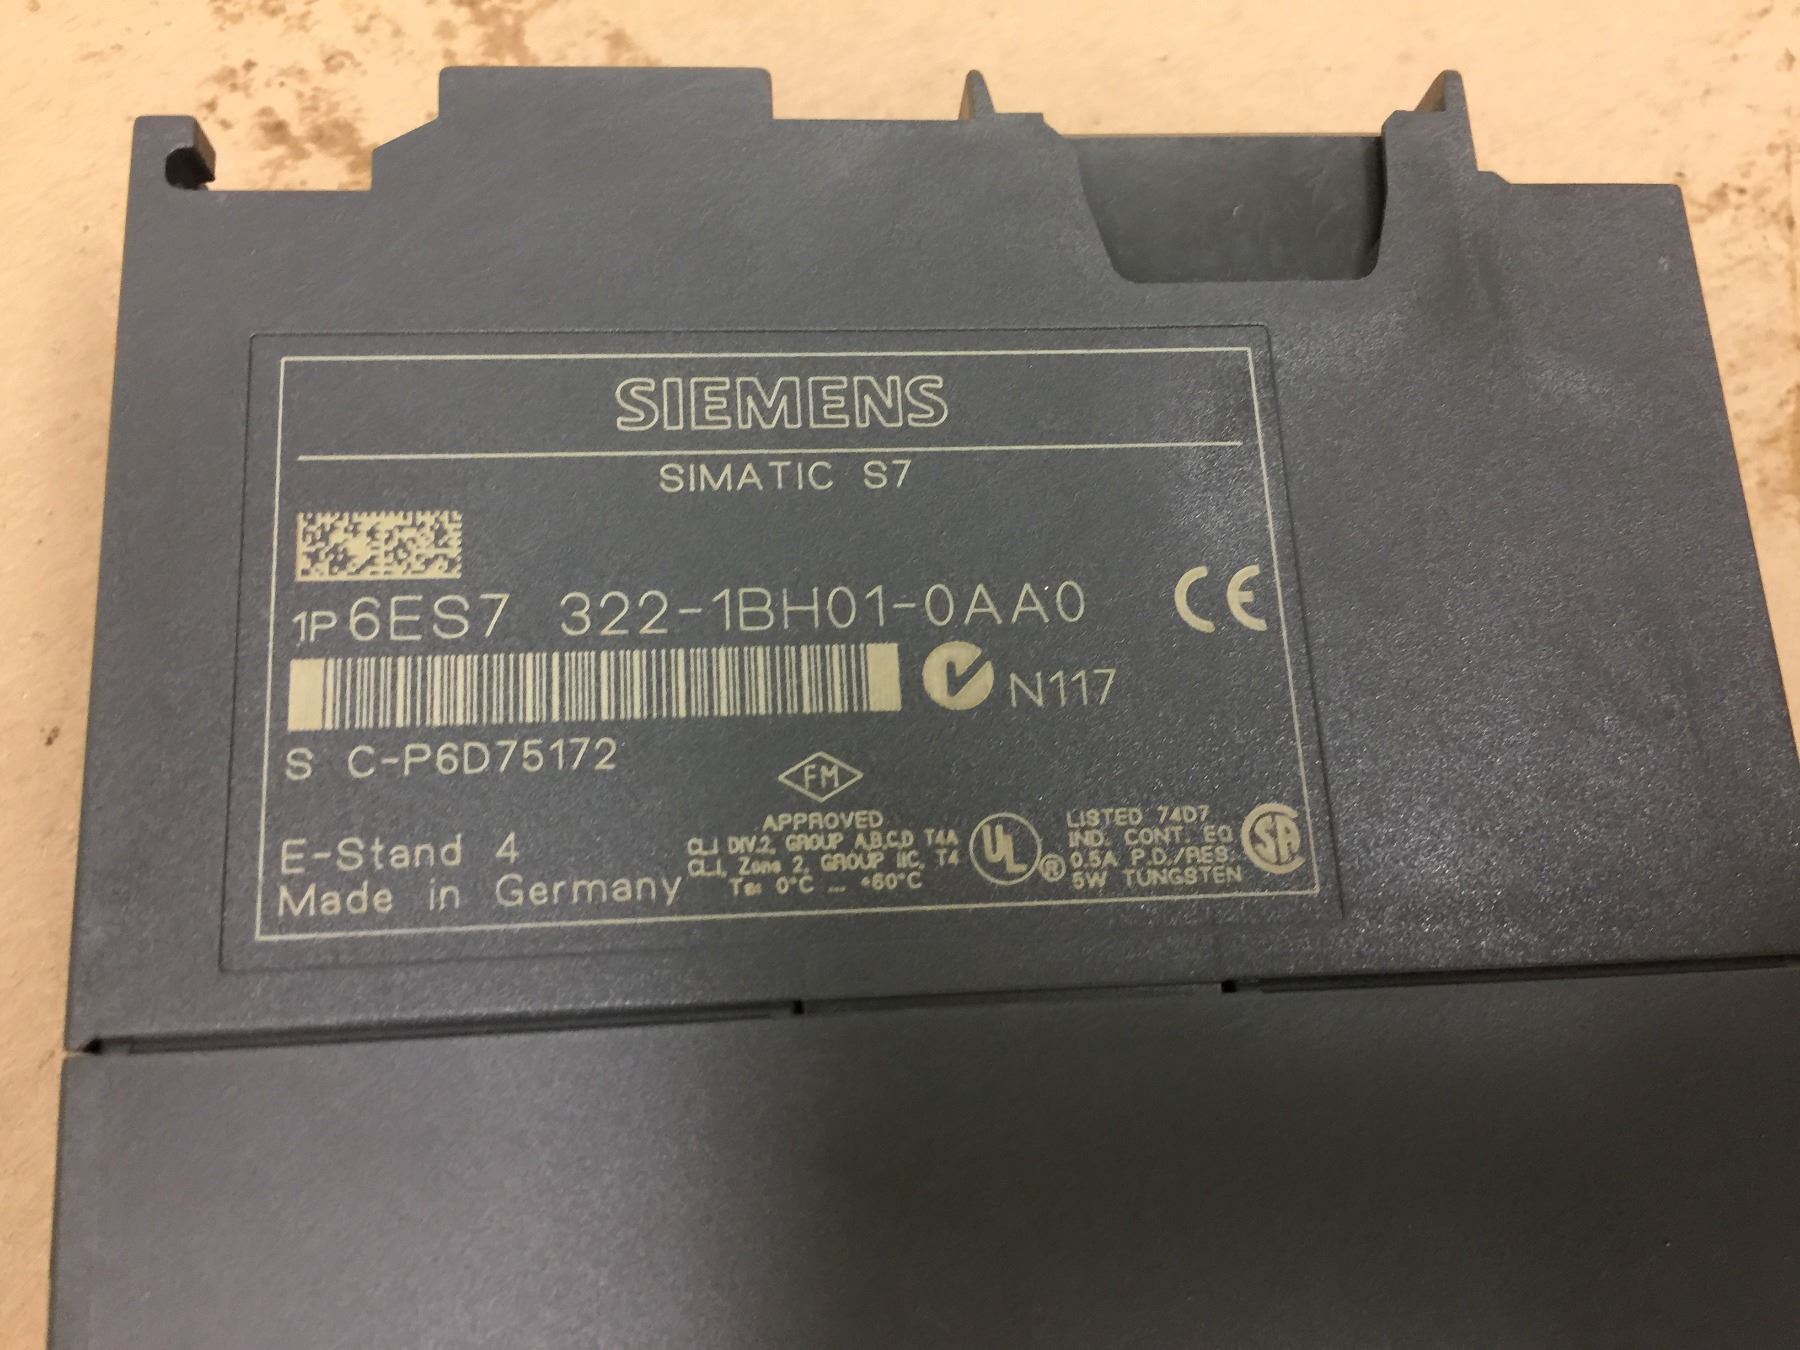 SIEMENS
SIMATIC S7
1P 6ES7 322-1BH01-0AA0
CE
N117
S C-P6D75172
FM
APPROVED
CL.I DIV.2, GROUP A,B,C,D T4A
CL.I, Zone 2, GROUP IIC, T4
Ta: 0°C ... +60°C
UL ®
LISTED 74D7
IND. CONT. EQ
0.5A P.D./RES.
5W TUNGSTEN
SA
E-Stand 4
Made in Germany